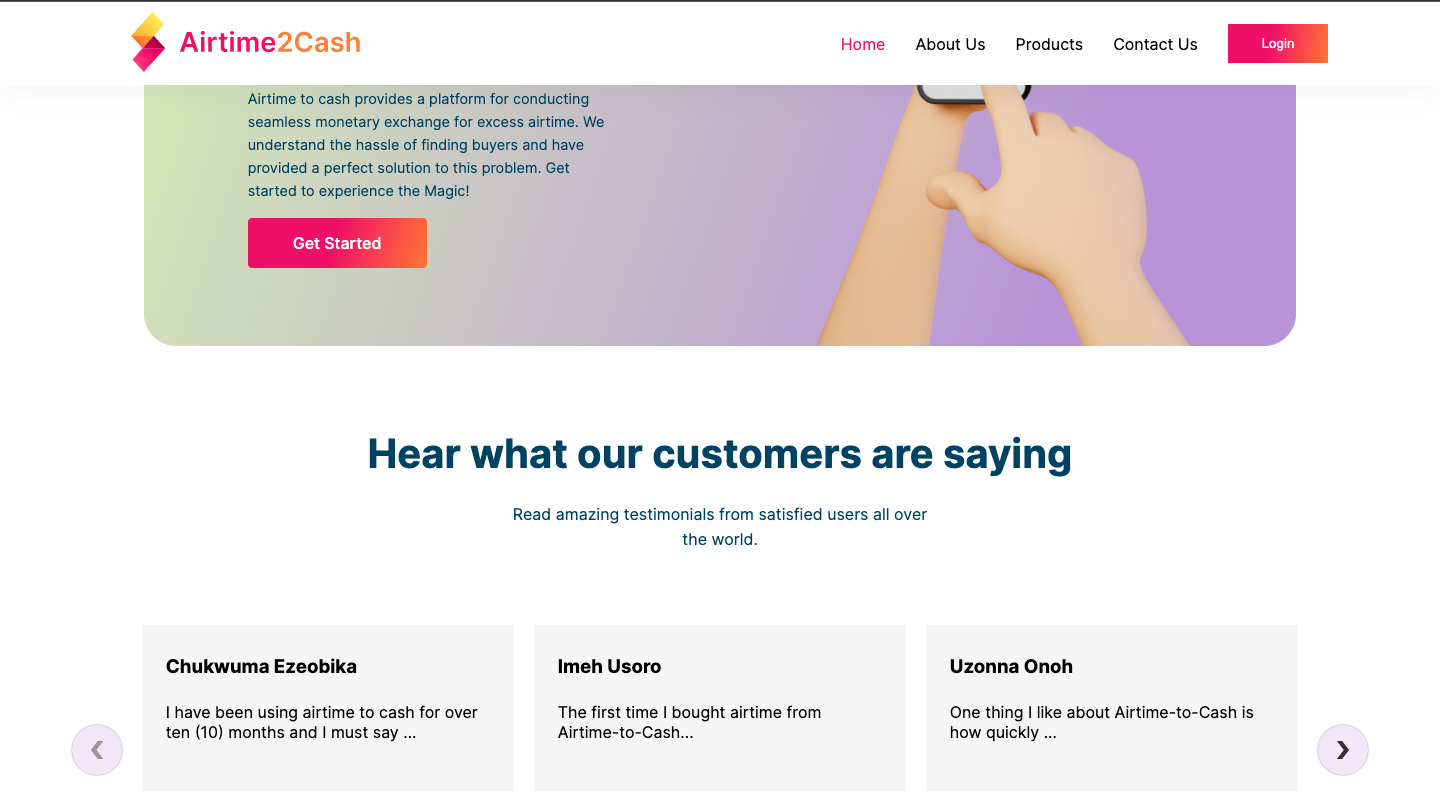 Airtime2Cash
Home About Us Products Contact Us Login
Airtime to cash provides a platform for conducting
seamless monetary exchange for excess airtime. We
understand the hassle of finding buyers and have
provided a perfect solution to this problem. Get
started to experience the Magic!
Get Started
Hear what our customers are saying
Read amazing testimonials from satisfied users all over
the world.
Chukwuma Ezeobika
I have been using airtime to cash for over
ten (10) months and I must say ...
Imeh Usoro
The first time I bought airtime from
Airtime-to-Cash...
Uzonna Onoh
One thing I like about Airtime-to-Cash is
how quickly ...